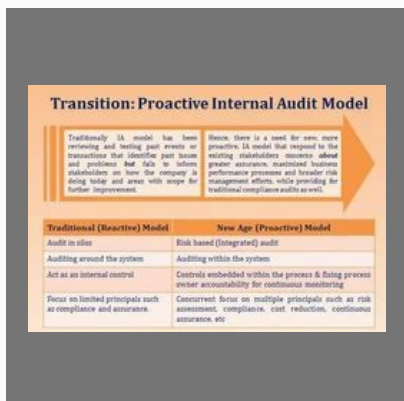 Transition: Proactive Internal Audit Model
Traditionally IA model has been
reviewing and testing past events or
transactions that identifies past issues
and problems but fails to inform
stakeholders on how the company is
doing today and areas with scope for
further improvement.
Hence, there is a need for new, more
proactive, IA model that respond to the
existing stakeholders concerns about
greater assurance, maximized business
performance processes and broader risk
management efforts, while providing for
traditional compliance audits as well.
Traditional (Reactive) Model
New Age (Proactive) Model
Audit in silos
Risk based (Integrated) audit
Auditing around the system
Auditing within the system
Act as an internal control
Controls embedded within the process & fixing process
owner accountability for continuous monitoring
Focus on limited principals such
as compliance and assurance.
Concurrent focus on multiple principals such as risk
assessment, compliance, cost reduction, continuous
assurance, etc